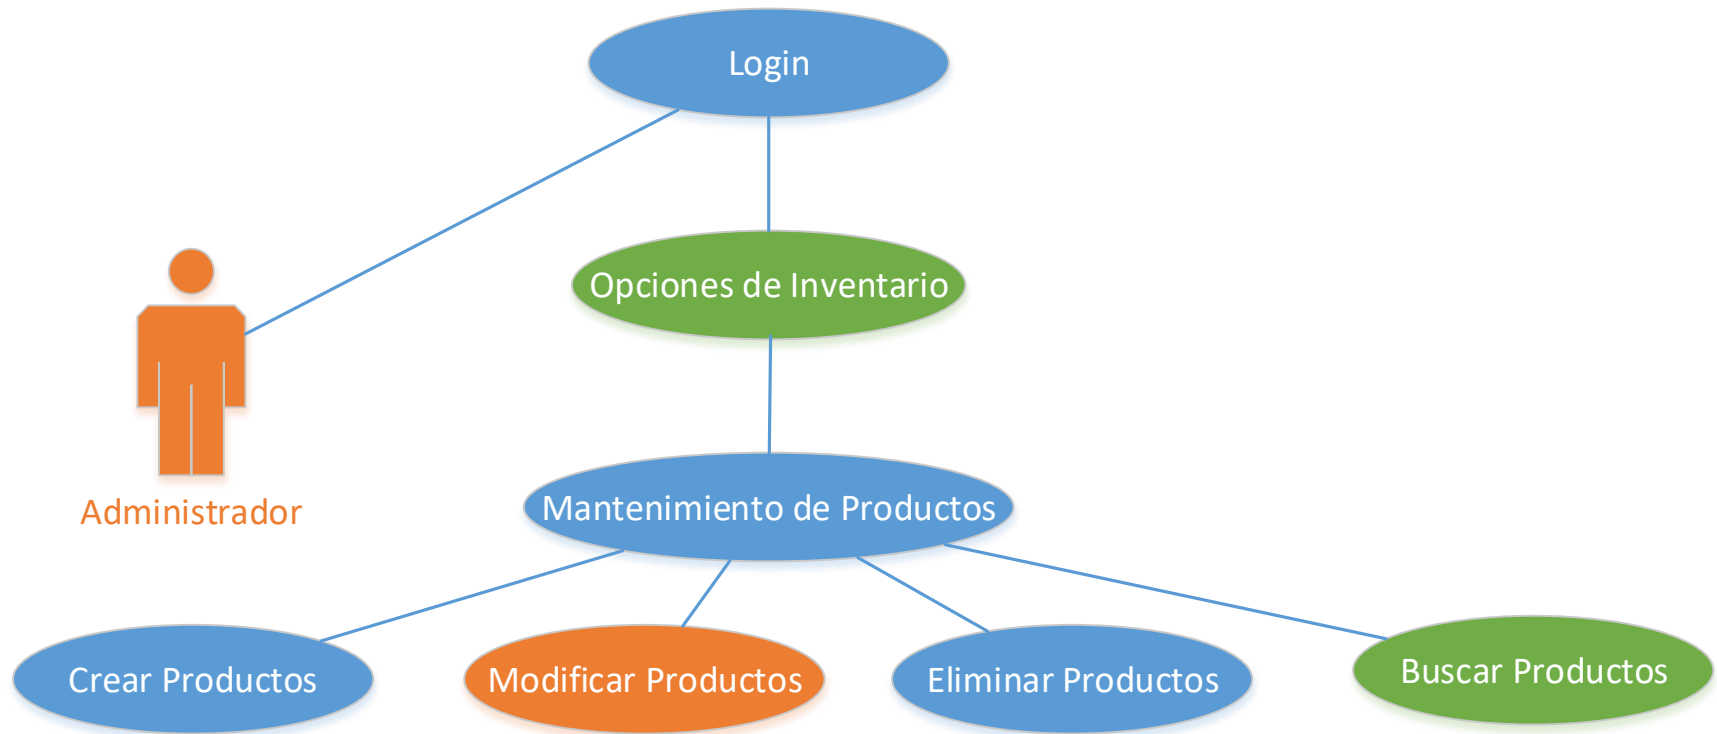 Login
Opciones de Inventario
Administrador
Mantenimiento de Productos
Crear Productos
Modificar Productos
Eliminar Productos
Buscar Productos